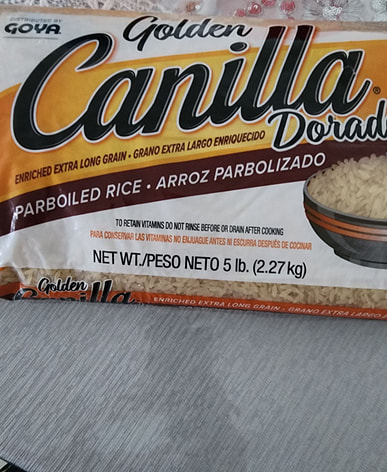 DISTRIBUTED BY
GOYA
Golden
Canilla®
Dorad
ENRICHED EXTRA LONG GRAIN • GRANO EXTRA LARGO ENRIQUECIDO
PARBOILED RICE • ARROZ PARBOLIZADO
TO RETAIN VITAMINS DO NOT RINSE BEFORE OR DRAIN AFTER COOKING
PARA CONSERVAR LAS VITAMINAS NO ENJUAGUE ANTES NI ESCURRA DESPUÉS DE COCINAR
NET WT./PESO NETO 5 lb. (2.27 kg)
Golden
Canilla
ENRICHED EXTRA LONG GRAIN • GRANO EXTRA LARGO